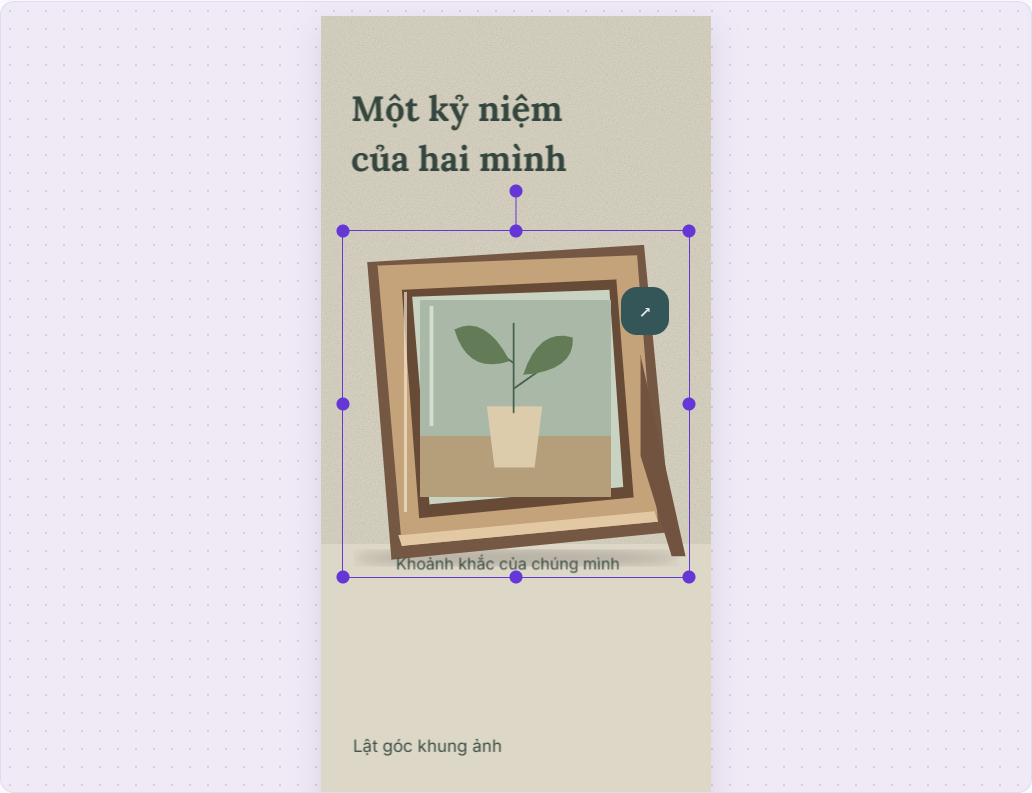 Một kỷ niệm
của hai mình
↗
Khoảnh khắc của chúng mình
Lật góc khung ảnh